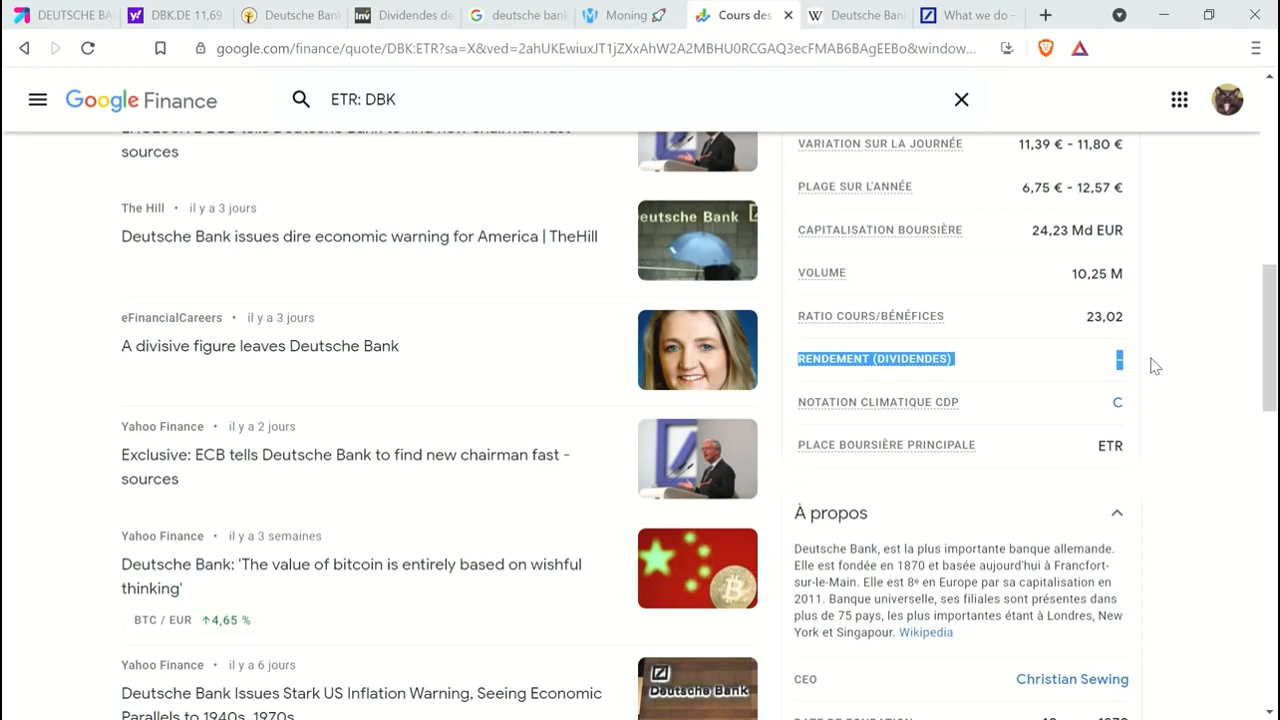 DEUTSCHE BA
DBK.DE 11,69
Deutsche Bank
Dividendes de
deutsche bank
Moning 🚀
Cours des
Deutsche Bank
What we do –
google.com/finance/quote/DBK:ETR?sa=X&ved=2ahUKEwiuxJT1jZXxAhW2A2MBHU0RCGAQ3ecFMAB6BAgEEBo&window...
Google Finance
ETR: DBK
sources
The Hill • il y a 3 jours
Deutsche Bank issues dire economic warning for America | TheHill
eutsche Bank
eFinancialCareers • il y a 3 jours
A divisive figure leaves Deutsche Bank
Yahoo Finance • il y a 2 jours
Exclusive: ECB tells Deutsche Bank to find new chairman fast -
sources
Yahoo Finance • il y a 3 semaines
Deutsche Bank: 'The value of bitcoin is entirely based on wishful
thinking'
BTC / EUR ↑4,65 %
Yahoo Finance • il y a 6 jours
Deutsche Bank Issues Stark US Inflation Warning, Seeing Economic
Parallels to 1940s, 1970s
Deutsche Bank
VARIATION SUR LA JOURNÉE 11,39 € - 11,80 €
PLAGE SUR L'ANNÉE 6,75 € - 12,57 €
CAPITALISATION BOURSIÈRE 24,23 Md EUR
VOLUME 10,25 M
RATIO COURS/BÉNÉFICES 23,02
RENDEMENT (DIVIDENDES) -
NOTATION CLIMATIQUE CDP C
PLACE BOURSIÈRE PRINCIPALE ETR
À propos
Deutsche Bank, est la plus importante banque allemande.
Elle est fondée en 1870 et basée aujourd'hui à Francfort-
sur-le-Main. Elle est 8ᵉ en Europe par sa capitalisation en
2011. Banque universelle, ses filiales sont présentes dans
plus de 75 pays, les plus importantes étant à Londres, New
York et Singapour. Wikipedia
CEO Christian Sewing